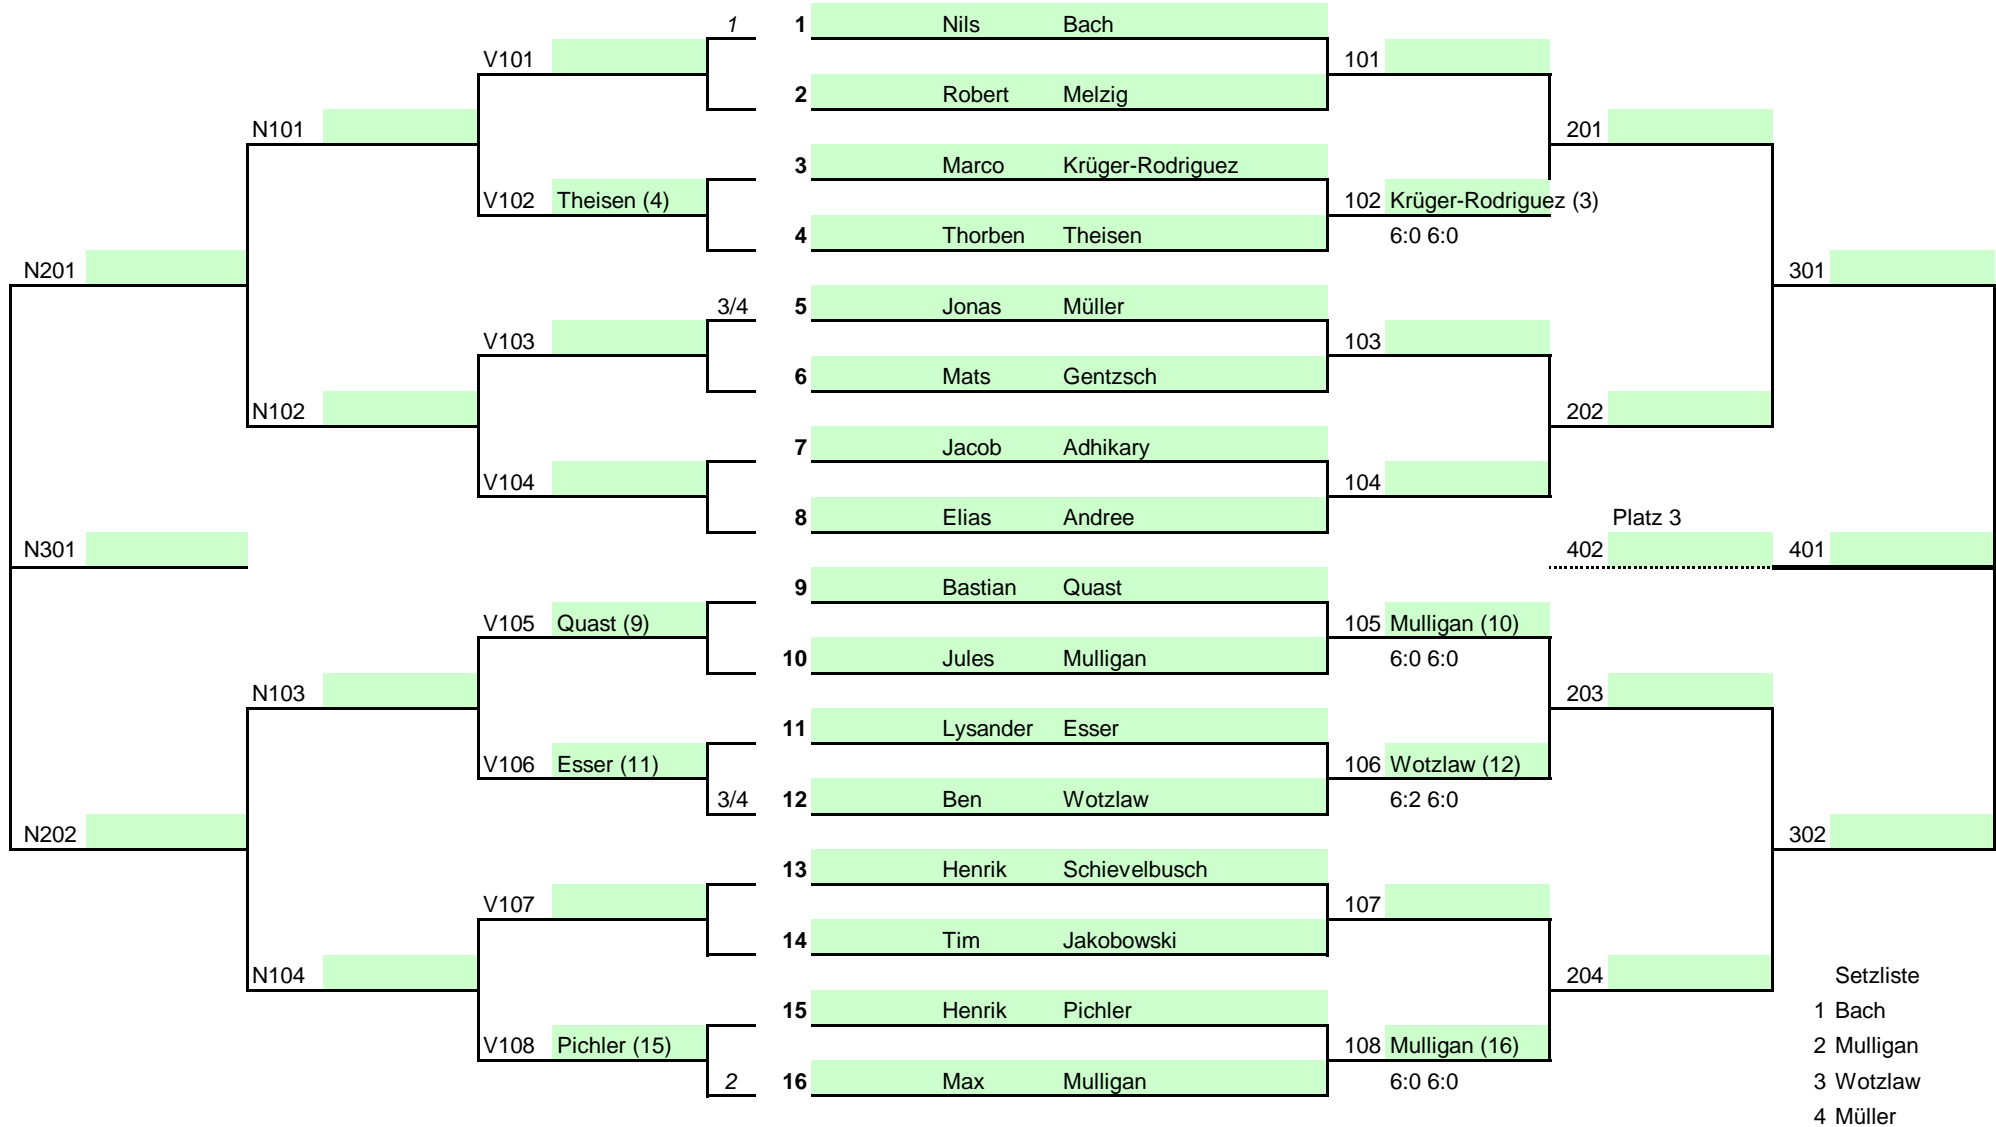 1 1 Nils Bach
V101 101
2 Robert Melzig
N101 201
3 Marco Krüger-Rodriguez
V102 Theisen (4) 102 Krüger-Rodriguez (3)
4 Thorben Theisen 6:0 6:0
N201 301
3/4 5 Jonas Müller
V103 103
6 Mats Gentzsch
N102 202
7 Jacob Adhikary
V104 104
8 Elias Andree Platz 3
N301 402 401
9 Bastian Quast
V105 Quast (9) 105 Mulligan (10)
10 Jules Mulligan 6:0 6:0
N103 203
11 Lysander Esser
V106 Esser (11) 106 Wotzlaw (12)
3/4 12 Ben Wotzlaw 6:2 6:0
N202 302
13 Henrik Schievelbusch
V107 107
14 Tim Jakobowski
N104 204 Setzliste
15 Henrik Pichler 1 Bach
V108 Pichler (15) 108 Mulligan (16) 2 Mulligan
2 16 Max Mulligan 6:0 6:0 3 Wotzlaw
4 Müller